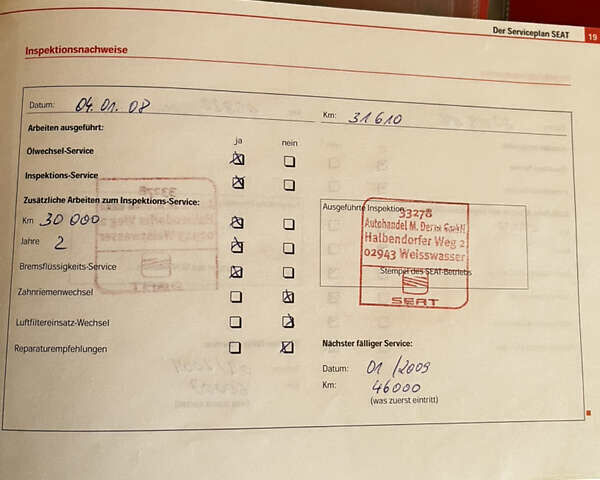 Der Serviceplan SEAT 19
Inspektionsnachweise
Datum: 04.01.08 Km: 31610
Arbeiten ausgeführt:
ja nein
Ölwechsel-Service
Inspektions-Service
Zusätzliche Arbeiten zum Inspektions-Service:
Km 30 000
Jahre 2
Bremsflüssigkeits-Service
Zahnriemenwechsel
Luftfiltereinsatz-Wechsel
Reparaturempfehlungen
Ausgeführte Inspektion
33278
Autohandel M. GmbH
Halbendorfer Weg 2
02943 Weisswasser
Stempel des SEAT-Betriebs
SEAT
Nächster fälliger Service:
Datum: 01/2009
Km: 46000
(was zuerst eintritt)